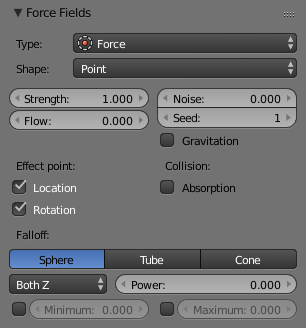 Force Fields
Type: Force
Shape: Point
Strength: 1.000 Noise: 0.000
Flow: 0.000 Seed: 1
Gravitation
Effect point: Collision:
Location Absorption
Rotation
Falloff:
Sphere Tube Cone
Both Z Power: 0.000
Minimum: 0.000 Maximum: 0.000